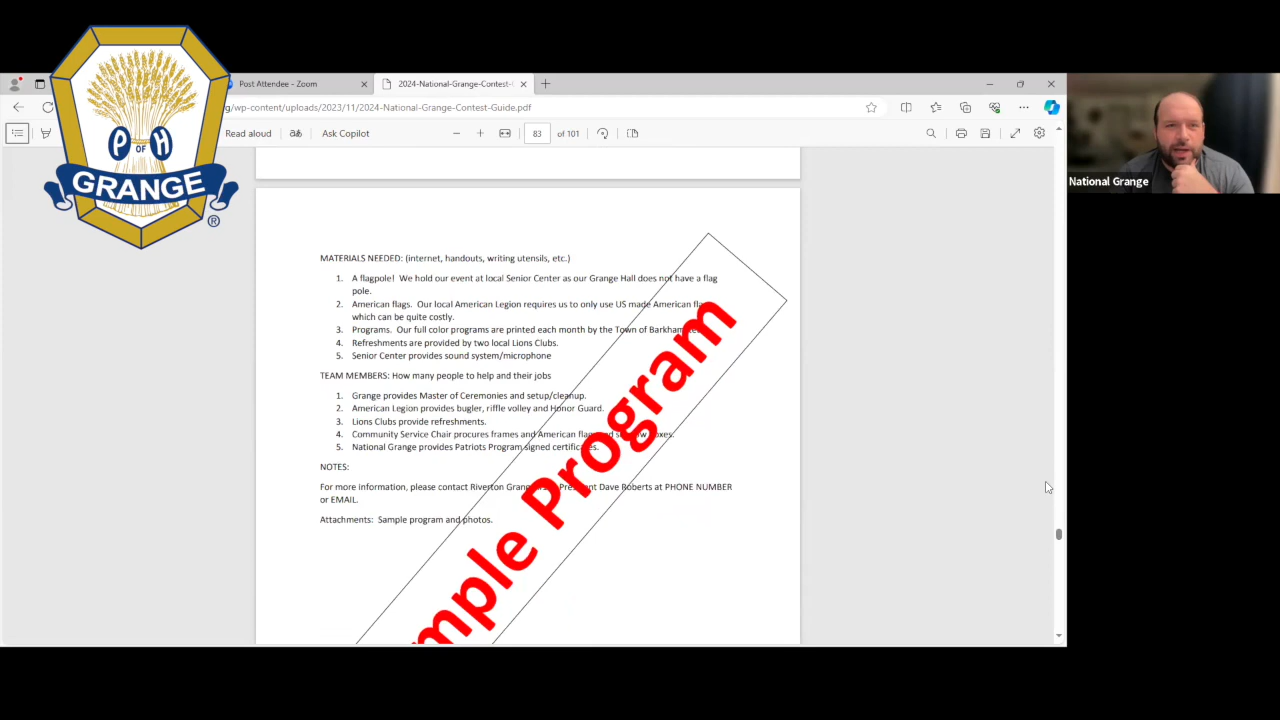 P OF H
GRANGE
®
Post Attendee - Zoom
2024-National-Grange-Contest-
g/wp-content/uploads/2023/11/2024-National-Grange-Contest-Guide.pdf
Read aloud
Ask Copilot
83 of 101
National Grange
MATERIALS NEEDED: (internet, handouts, writing utensils, etc.)
1. A flagpole! We hold our event at local Senior Center as our Grange Hall does not have a flag
pole.
2. American flags. Our local American Legion requires us to only use US made American
which can be quite costly.
3. Programs. Our full color programs are printed each month by the Town of
4. Refreshments are provided by two local Lions Clubs.
5. Senior Center provides sound system/microphone
TEAM MEMBERS: How many people to help and their jobs
1. Grange provides Master of Ceremonies and setup/cleanup.
2. American Legion provides bugler, riffle volley and Honor Guard.
3. Lions Clubs provide refreshments.
4. Community Service Chair procures frames and American
5. National Grange provides Patriots Program signed certificates.
NOTES:
For more information, please contact Riverton Grang Dave Roberts at PHONE NUMBER
or EMAIL.
Attachments: Sample program and photos.
mple Program